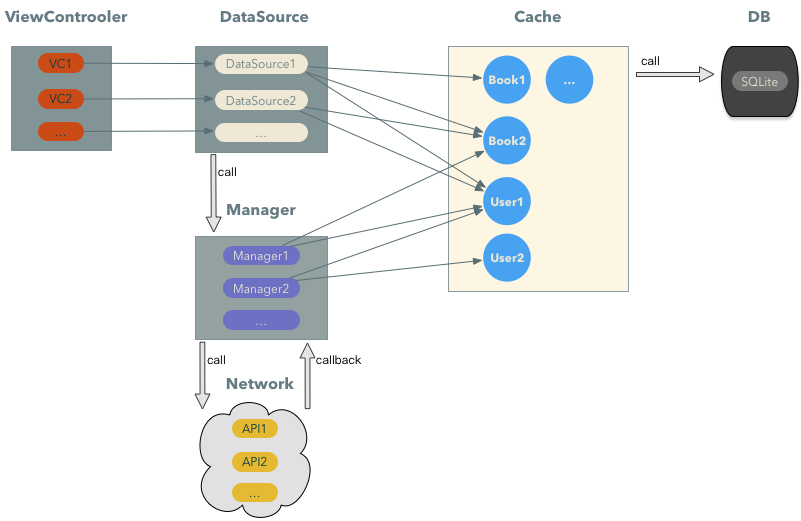 ViewControoler
DataSource
Cache
DB
VC1
VC2
...
DataSource1
DataSource2
...
Book1
...
Book2
User1
User2
call
SQLite
call
Manager
Manager1
Manager2
...
call
callback
Network
API1
API2
...